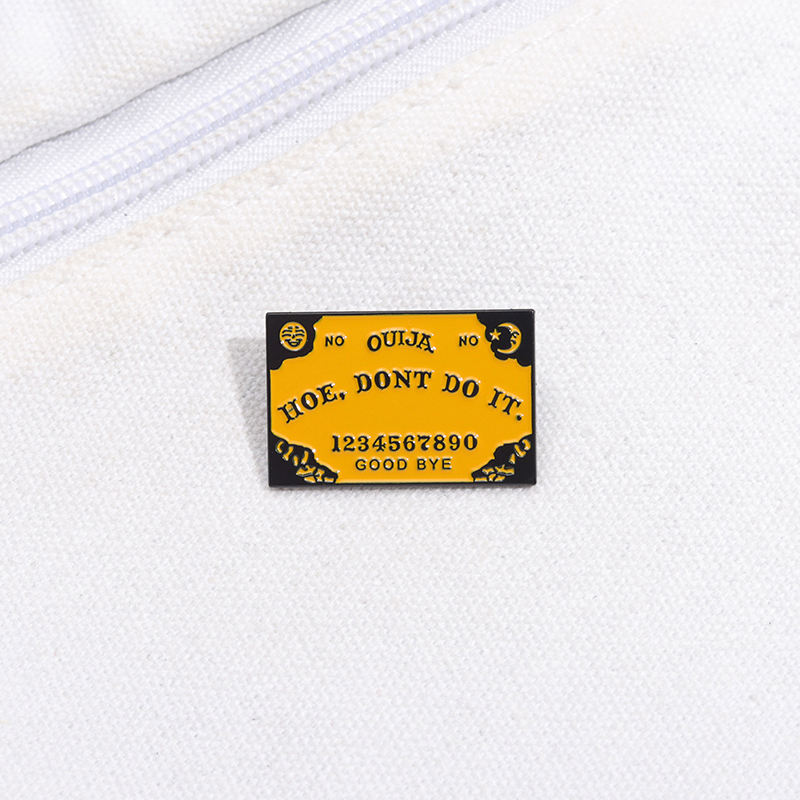 NO OUIJA NO
HOE, DONT DO IT.
1234567890
GOOD BYE